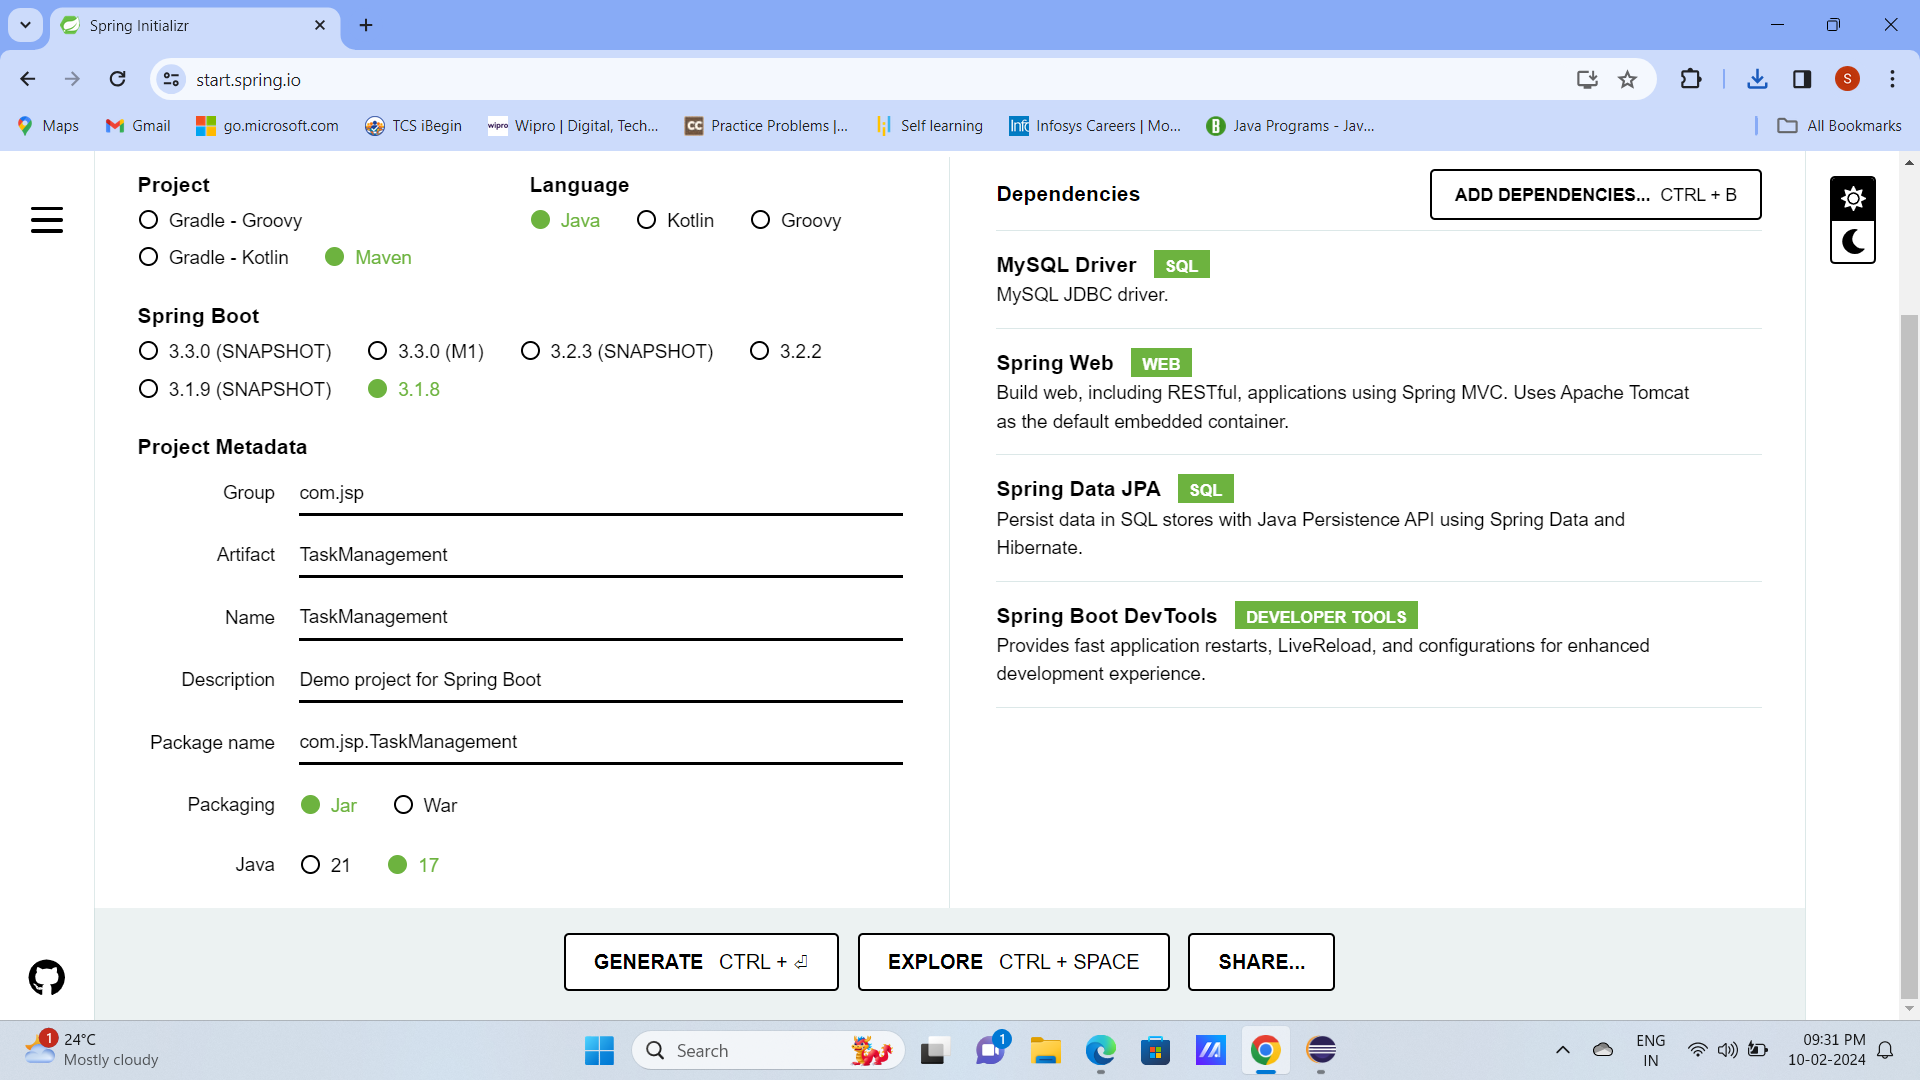 Spring Initializr
start.spring.io
S
Maps
Gmail
go.microsoft.com
TCS iBegin
wipro Wipro | Digital, Tech...
CC Practice Problems |...
Self learning
Infosys Careers | Mo...
B Java Programs - Jav...
All Bookmarks
Project
Gradle - Groovy
Gradle - Kotlin Maven
Language
Java Kotlin Groovy
Spring Boot
3.3.0 (SNAPSHOT) 3.3.0 (M1) 3.2.3 (SNAPSHOT) 3.2.2
3.1.9 (SNAPSHOT) 3.1.8
Project Metadata
Group com.jsp
Artifact TaskManagement
Name TaskManagement
Description Demo project for Spring Boot
Package name com.jsp.TaskManagement
Packaging Jar War
Java 21 17
Dependencies
ADD DEPENDENCIES... CTRL + B
MySQL Driver SQL
MySQL JDBC driver.
Spring Web WEB
Build web, including RESTful, applications using Spring MVC. Uses Apache Tomcat
as the default embedded container.
Spring Data JPA SQL
Persist data in SQL stores with Java Persistence API using Spring Data and
Hibernate.
Spring Boot DevTools DEVELOPER TOOLS
Provides fast application restarts, LiveReload, and configurations for enhanced
development experience.
GENERATE CTRL + ⏎
EXPLORE CTRL + SPACE
SHARE...
1
24°C
Mostly cloudy
Search
1
ENG
IN
09:31 PM
10-02-2024